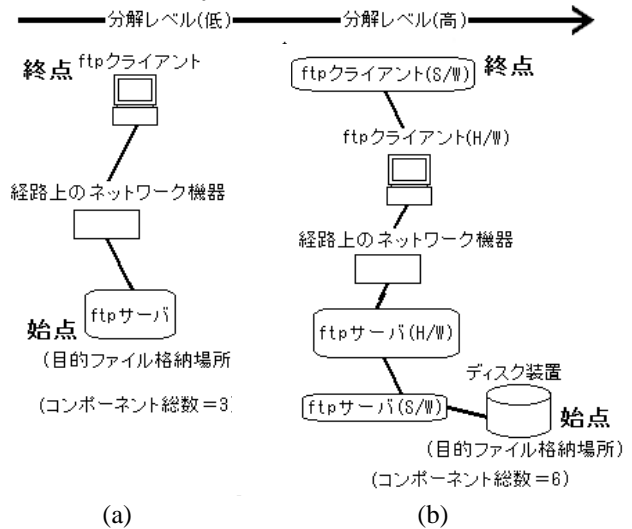 分解レベル(低)
分解レベル(高)
終点
ftpクライアント
経路上のネットワーク機器
ftpサーバ
始点
(目的ファイル格納場所
(コンポーネント総数=3
(a)
ftpクライアント(S/W)
終点
ftpクライアント(H/W)
経路上のネットワーク機器
ftpサーバ(H/W)
ディスク装置
ftpサーバ(S/W)
始点
(目的ファイル格納場所)
(コンポーネント総数=6)
(b)